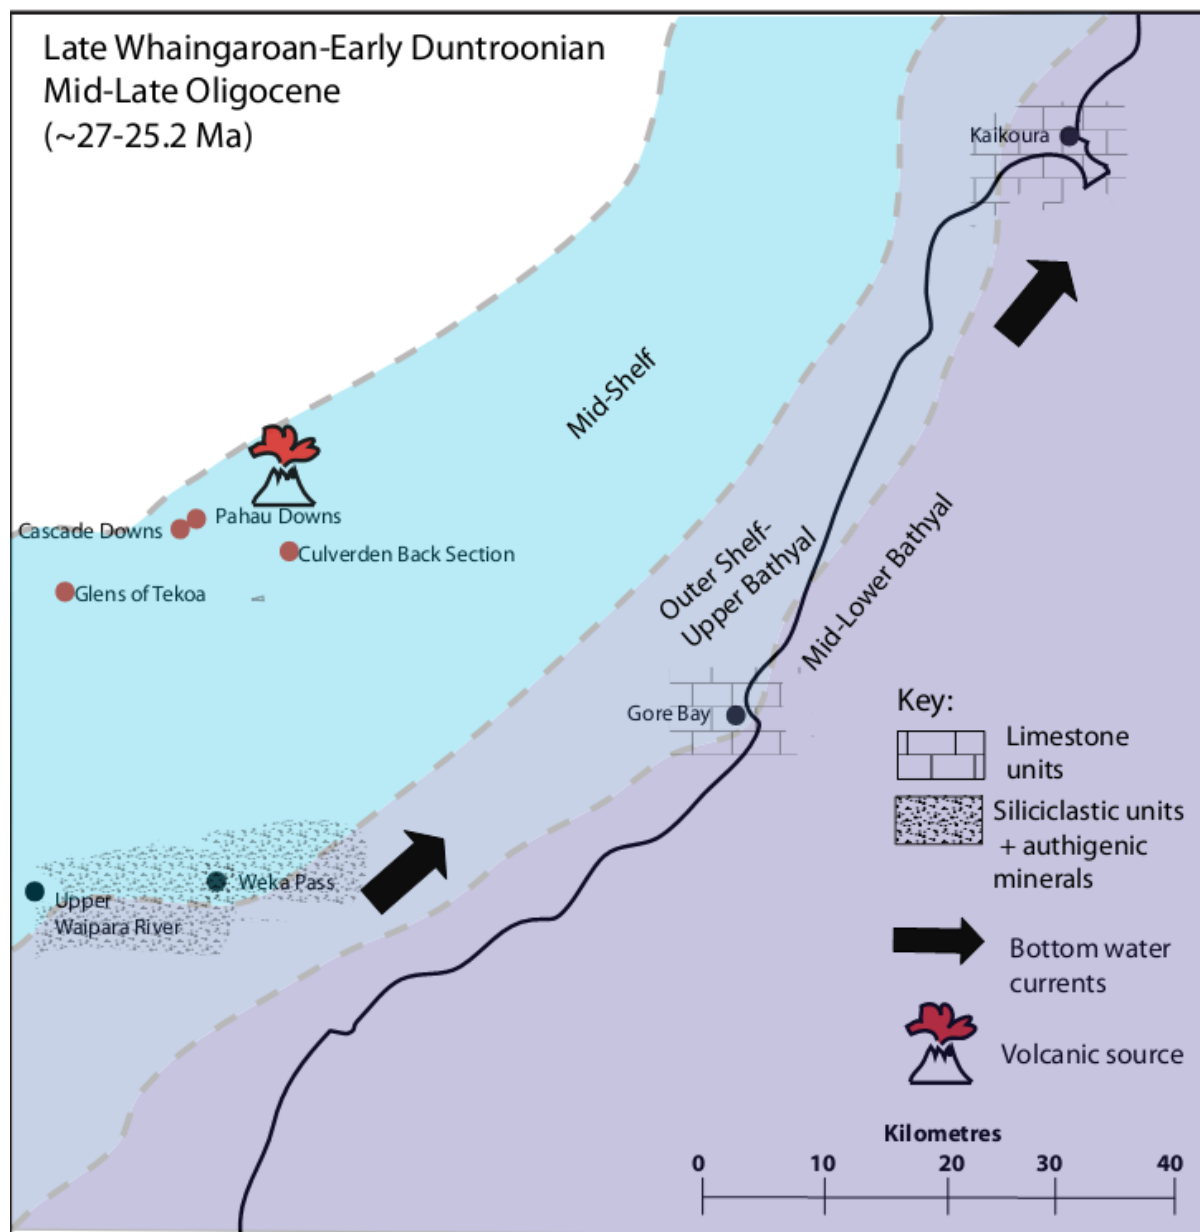 Late Whaingaroan-Early Duntroonian
Mid-Late Oligocene
(~27-25.2 Ma)
Kaikoura
Mid-Shelf
Pahau Downs
Cascade Downs
Culverden Back Section
Glens of Tekoa
Outer Shelf-
Upper Bathyal
Mid-Lower Bathyal
Gore Bay
Weka Pass
Upper
Waipara River
Key:
Limestone
units
Siliciclastic units
+ authigenic
minerals
Bottom water
currents
Volcanic source
Kilometres
0 10 20 30 40